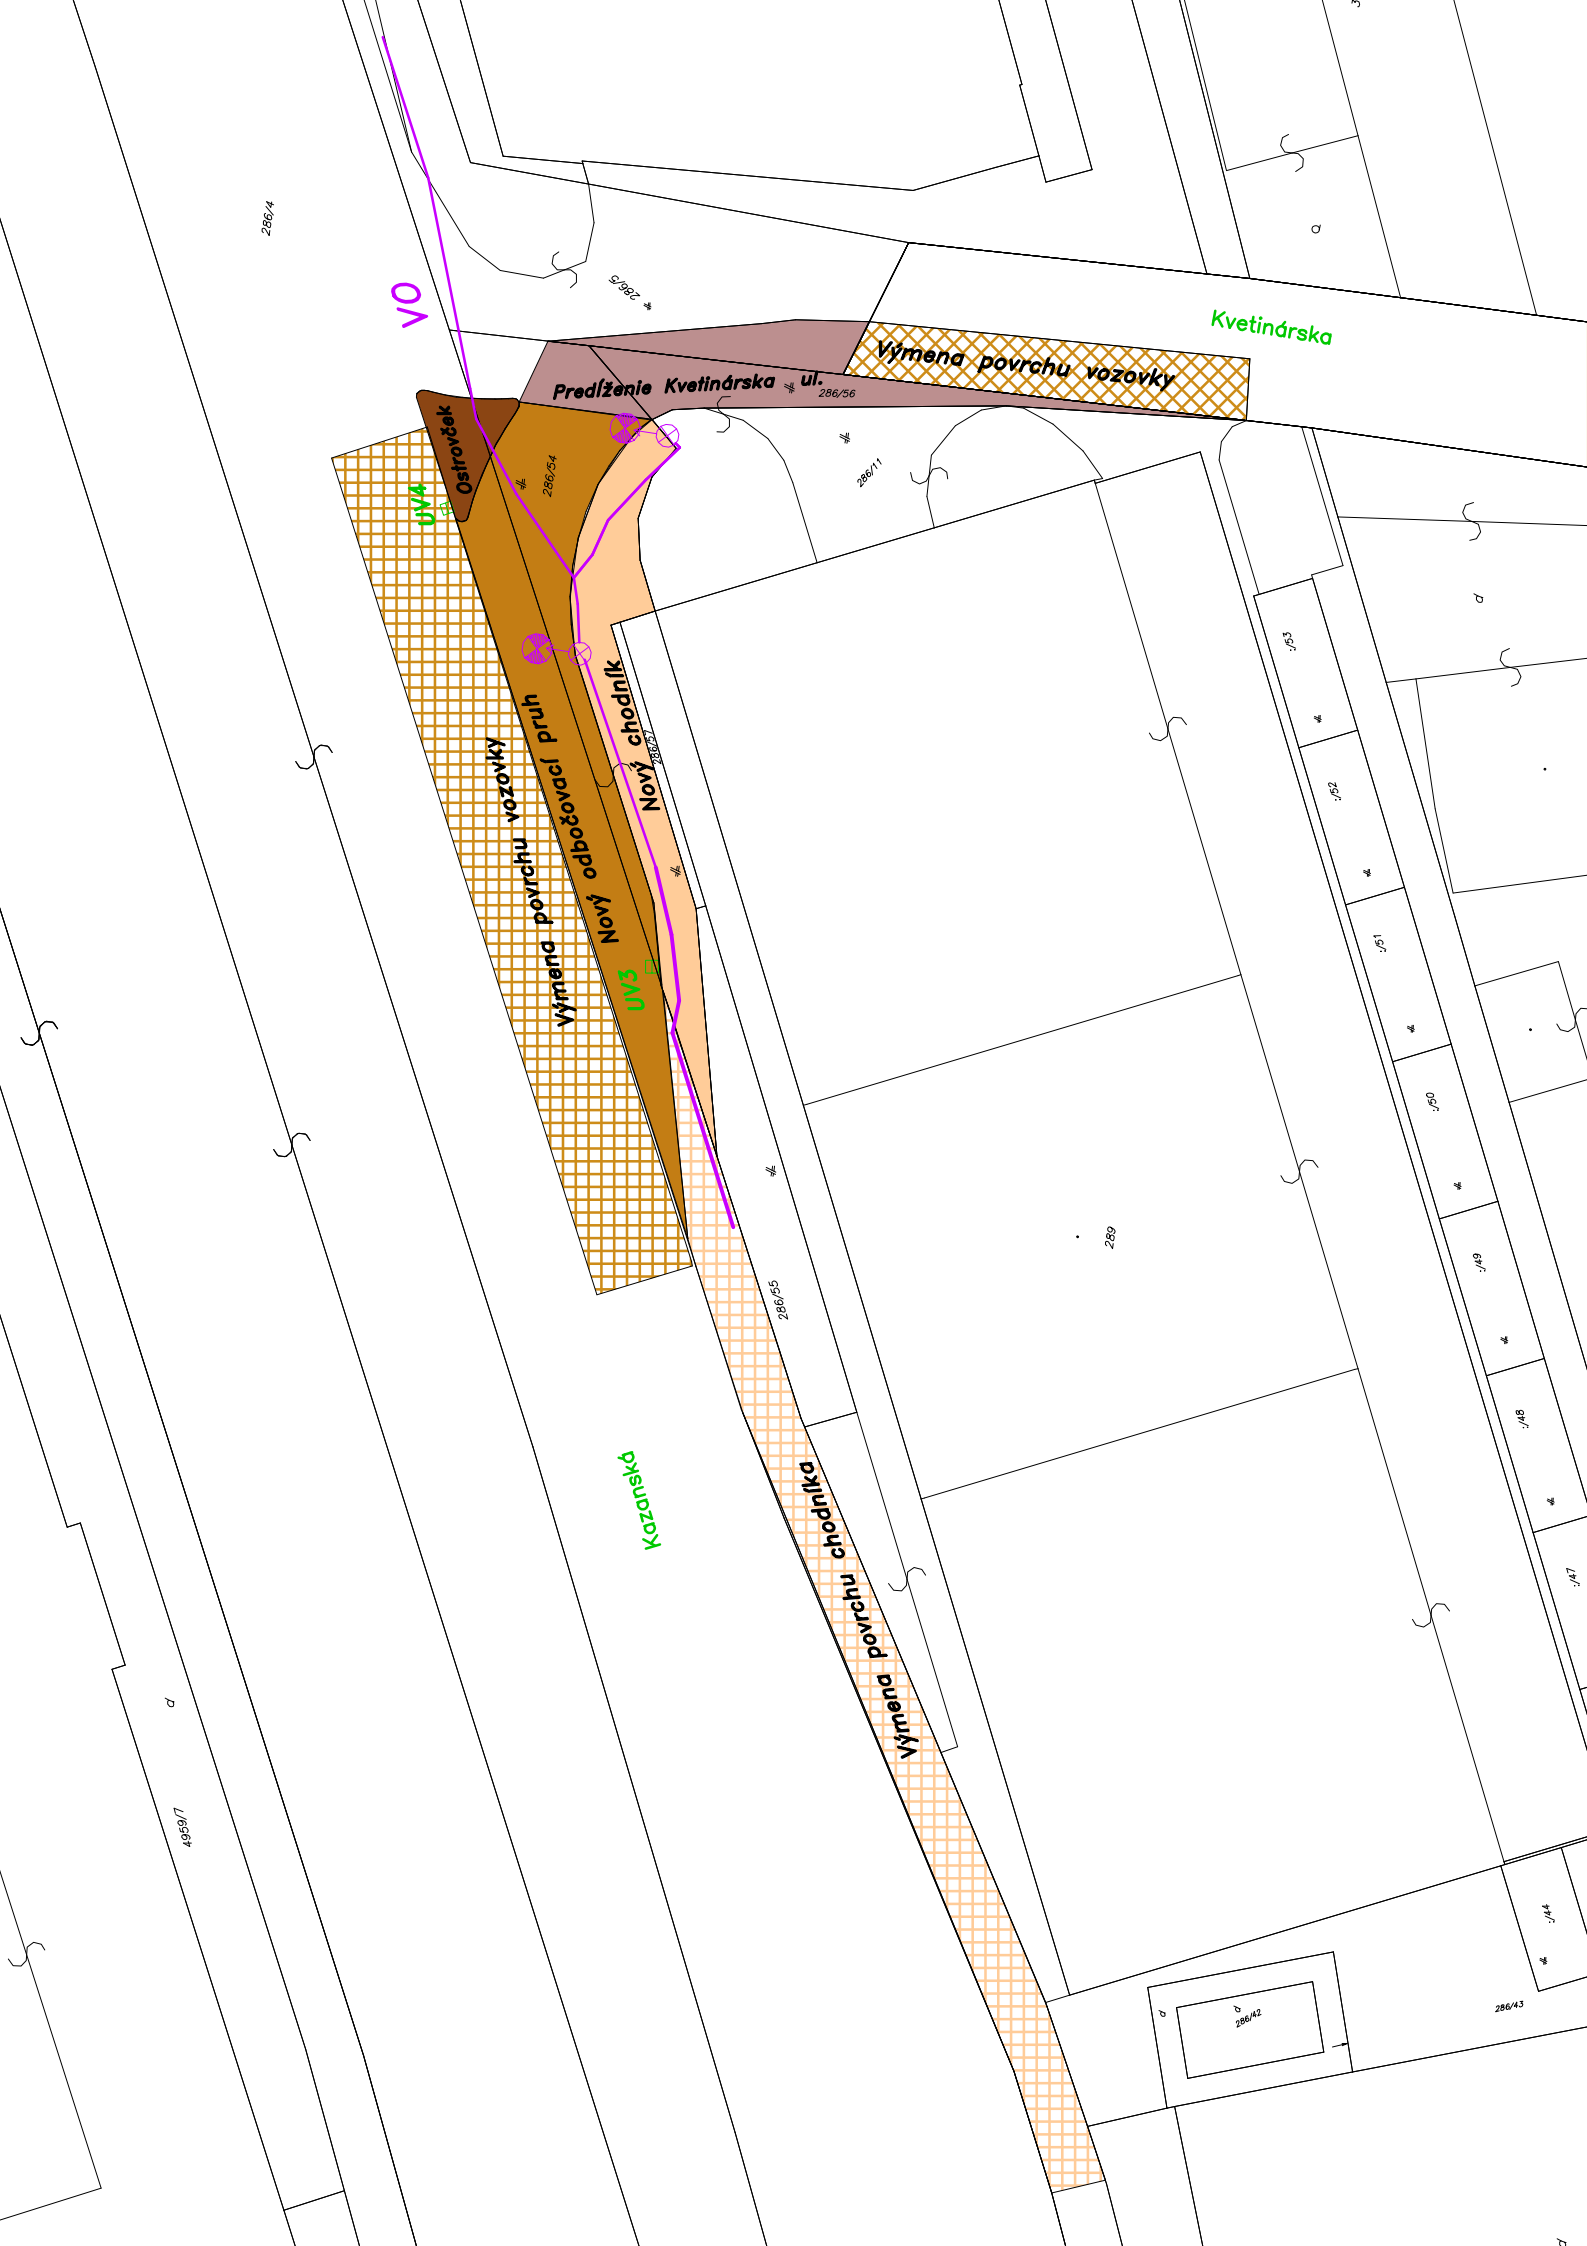 286/4
VO
286/5
Kvetinárska
Výmena povrchu vozovky
Predĺženie Kvetinárska ul.
286/56
Ostrovček
286/54
286/11
UV4
:/53
Nový chodník
286/57
Nový odbočovací pruh
Výmena povrchu vozovky
:/52
:/51
UV3
:/50
289
:/49
286/55
:/48
Kazanská
Výmena povrchu chodníka
:/47
4959/7
:/44
286/42
286/43